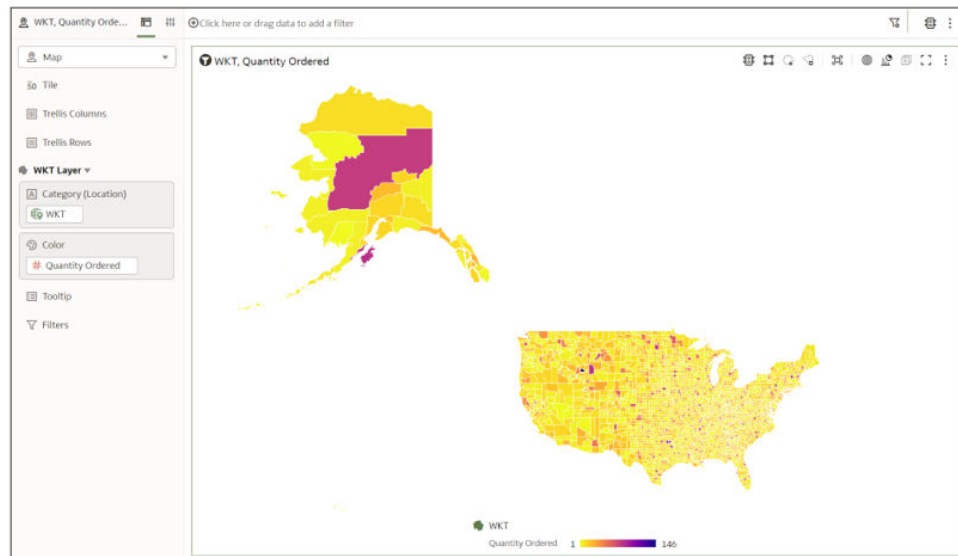 WKT, Quantity Orde...
Click here or drag data to add a filter
Map
Tile
Trellis Columns
Trellis Rows
WKT Layer
Category (Location)
WKT
Color
# Quantity Ordered
Tooltip
Filters
WKT, Quantity Ordered
WKT
Quantity Ordered 1 146